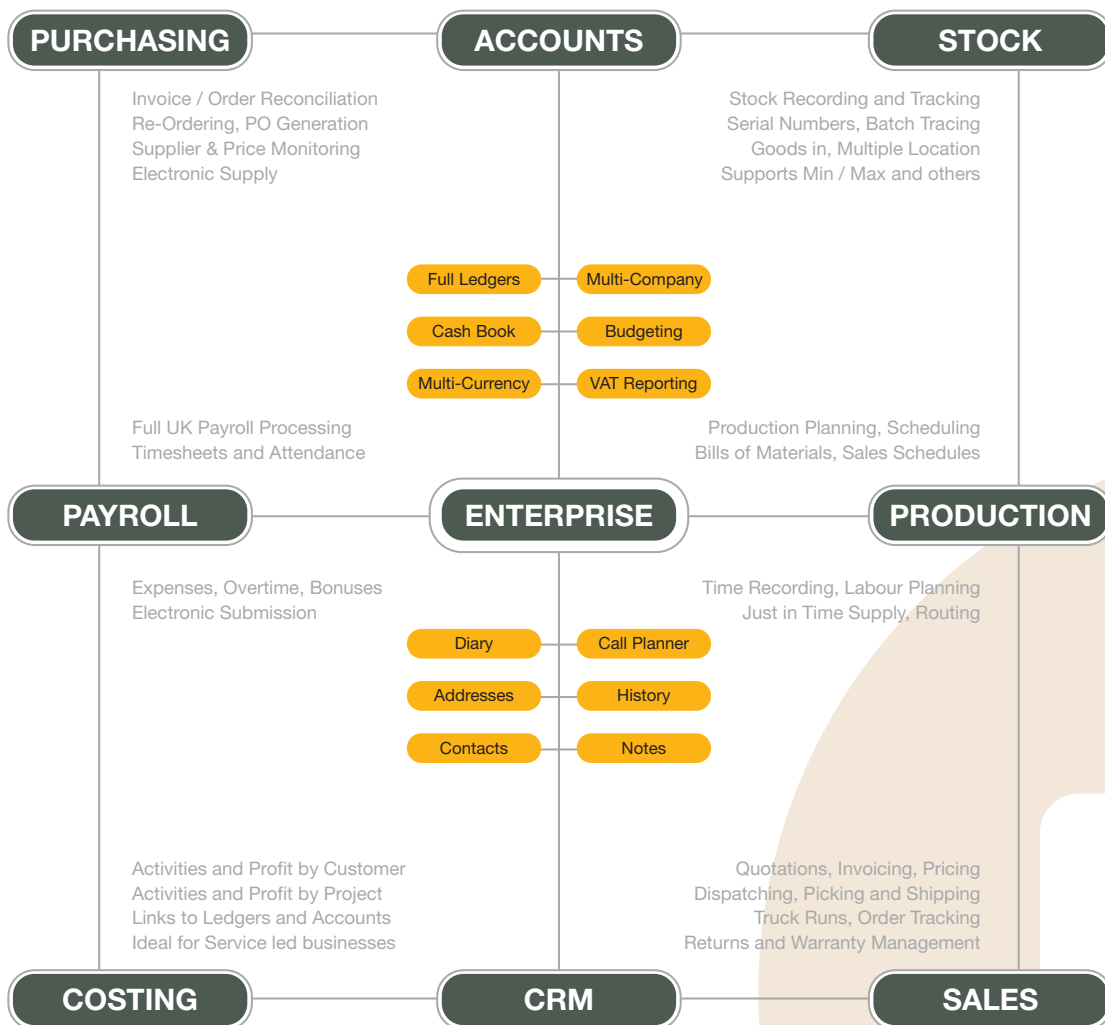 PURCHASING
ACCOUNTS
STOCK
Invoice / Order Reconciliation
Re-Ordering, PO Generation
Supplier & Price Monitoring
Electronic Supply
Stock Recording and Tracking
Serial Numbers, Batch Tracing
Goods in, Multiple Location
Supports Min / Max and others
Full Ledgers
Multi-Company
Cash Book
Budgeting
Multi-Currency
VAT Reporting
Full UK Payroll Processing
Timesheets and Attendance
Production Planning, Scheduling
Bills of Materials, Sales Schedules
PAYROLL
ENTERPRISE
PRODUCTION
Expenses, Overtime, Bonuses
Electronic Submission
Time Recording, Labour Planning
Just in Time Supply, Routing
Diary
Call Planner
Addresses
History
Contacts
Notes
Activities and Profit by Customer
Activities and Profit by Project
Links to Ledgers and Accounts
Ideal for Service led businesses
Quotations, Invoicing, Pricing
Dispatching, Picking and Shipping
Truck Runs, Order Tracking
Returns and Warranty Management
COSTING
CRM
SALES